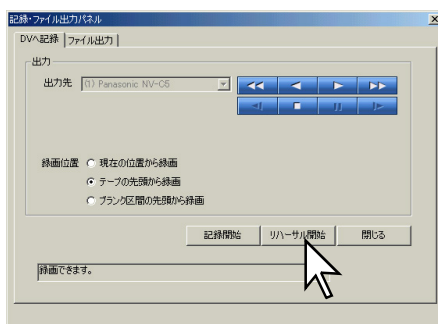 記録・ファイル出力パネル
DVへ記録
ファイル出力
出力
出力先
(1) Panasonic NV-C5
録画位置
現在の位置から録画
テープの先頭から録画
ブランク区間の先頭から録画
記録開始
リハーサル開始
閉じる
録画できます。